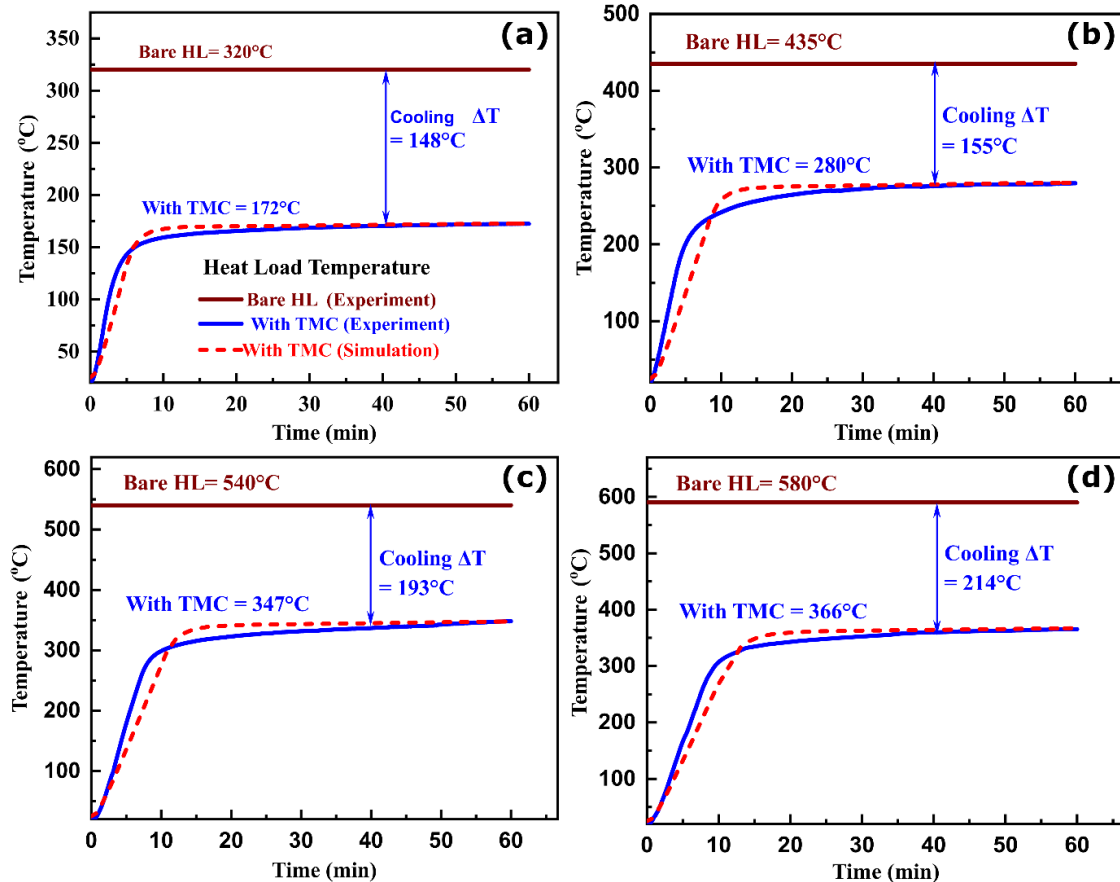 (a)
Bare HL= 320°C
Cooling ΔT
= 148°C
With TMC = 172°C
Heat Load Temperature
Bare HL (Experiment)
With TMC (Experiment)
With TMC (Simulation)
Temperature (°C)
350
300
250
200
150
100
50
0 10 20 30 40 50 60
Time (min)
(b)
Bare HL= 435°C
Cooling ΔT
= 155°C
With TMC = 280°C
Temperature (°C)
500
400
300
200
100
0 10 20 30 40 50 60
Time (min)
(c)
Bare HL= 540°C
Cooling ΔT
= 193°C
With TMC = 347°C
Temperature (°C)
600
500
400
300
200
100
0 10 20 30 40 50 60
Time (min)
(d)
Bare HL= 580°C
Cooling ΔT
= 214°C
With TMC = 366°C
Temperature (°C)
600
500
400
300
200
100
0 10 20 30 40 50 60
Time (min)